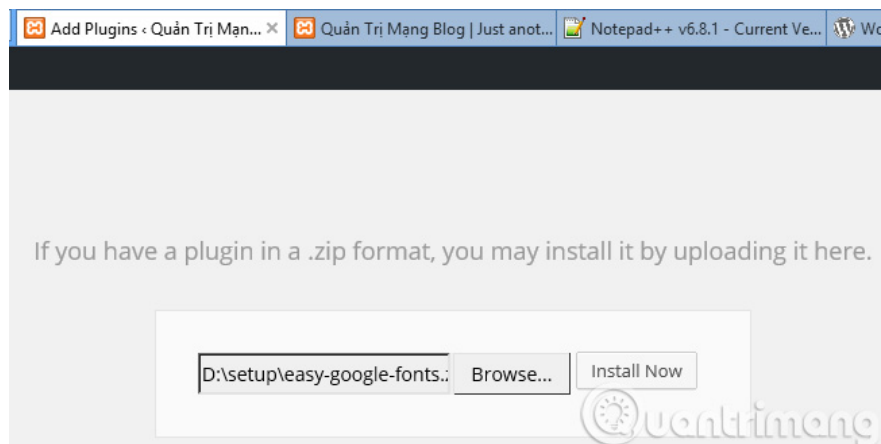 Add Plugins ‹ Quản Trị Mạn...
Quản Trị Mạng Blog | Just anot...
Notepad++ v6.8.1 - Current Ve...
If you have a plugin in a .zip format, you may install it by uploading it here.
D:\setup\easy-google-fonts.
Browse...
Install Now
Quantrimang